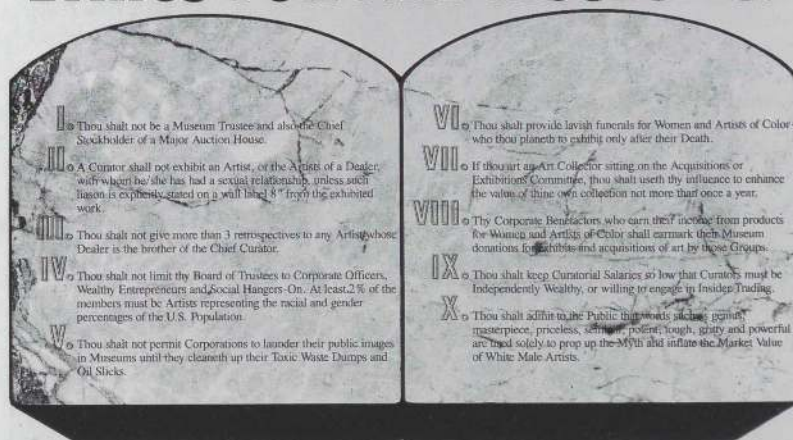 I. Thou shalt not be a Museum Trustee and also the Chief
Stockholder of a Major Auction House.
II. A Curator shall not exhibit an Artist, or the Artists of a Dealer,
with whom he/she has had a sexual relationship, unless such
liason is explicitly stated on a wall label 8" from the exhibited
work.
III. Thou shalt not give more than 3 retrospectives to any Artist whose
Dealer is the brother of the Chief Curator.
IV. Thou shalt not limit thy Board of Trustees to Corporate Officers,
Wealthy Entrepreneurs and Social Hangers-On. At least .2% of the
members must be Artists representing the racial and gender
percentages of the U.S. Population.
V. Thou shalt not permit Corporations to launder their public images
in Museums until they cleaneth up their Toxic Waste Dumps and
Oil Slicks.
VI. Thou shalt provide lavish funerals for Women and Artists of Color
who thou planeth to exhibit only after their Death.
VII. If thou art an Art Collector sitting on the Acquisitions or
Exhibitions Committee, thou shalt useth thy influence to enhance
the value of thine own collection not more than once a year.
VIII. Thy Corporate Benefactors who earn their income from products
for Women and Artists of Color shall earmark their Museum
donations for exhibits and acquisitions of art by those Groups.
IX. Thou shalt keep Curatorial Salaries so low that Curators must be
Independently Wealthy, or willing to engage in Insider Trading.
X. Thou shalt admit to the Public that words such as genius,
masterpiece, priceless, seminal, potent, tough, gritty and powerful
are used solely to prop up the Myth and inflate the Market Value
of White Male Artists.